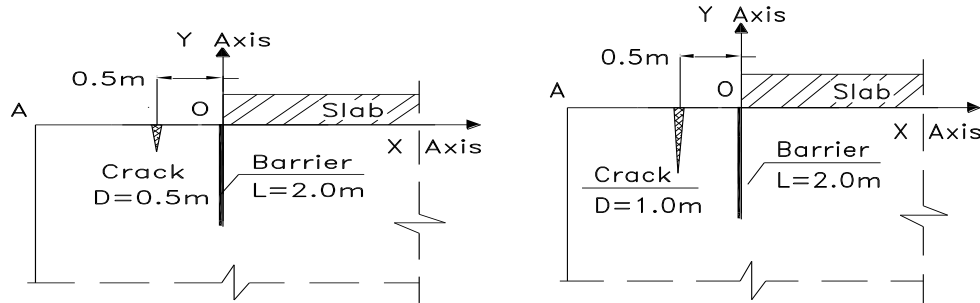 Y Axis
0.5m
A
O
Slab
X Axis
Crack
D=0.5m
Barrier
L=2.0m
Y Axis
0.5m
A
O
Slab
X Axis
Crack
D=1.0m
Barrier
L=2.0m